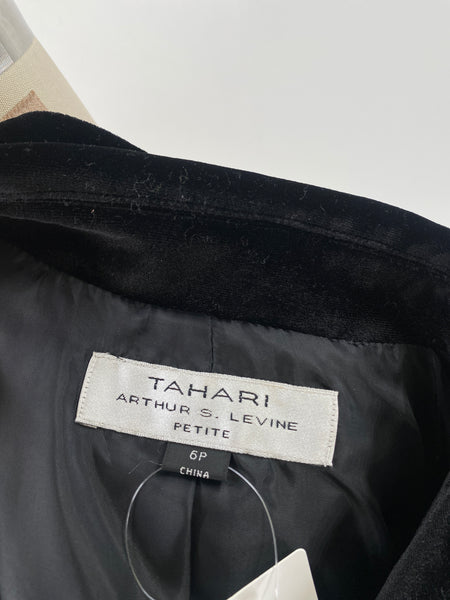 TAHARI
ARTHUR S. LEVINE
PETITE
6P
CHINA